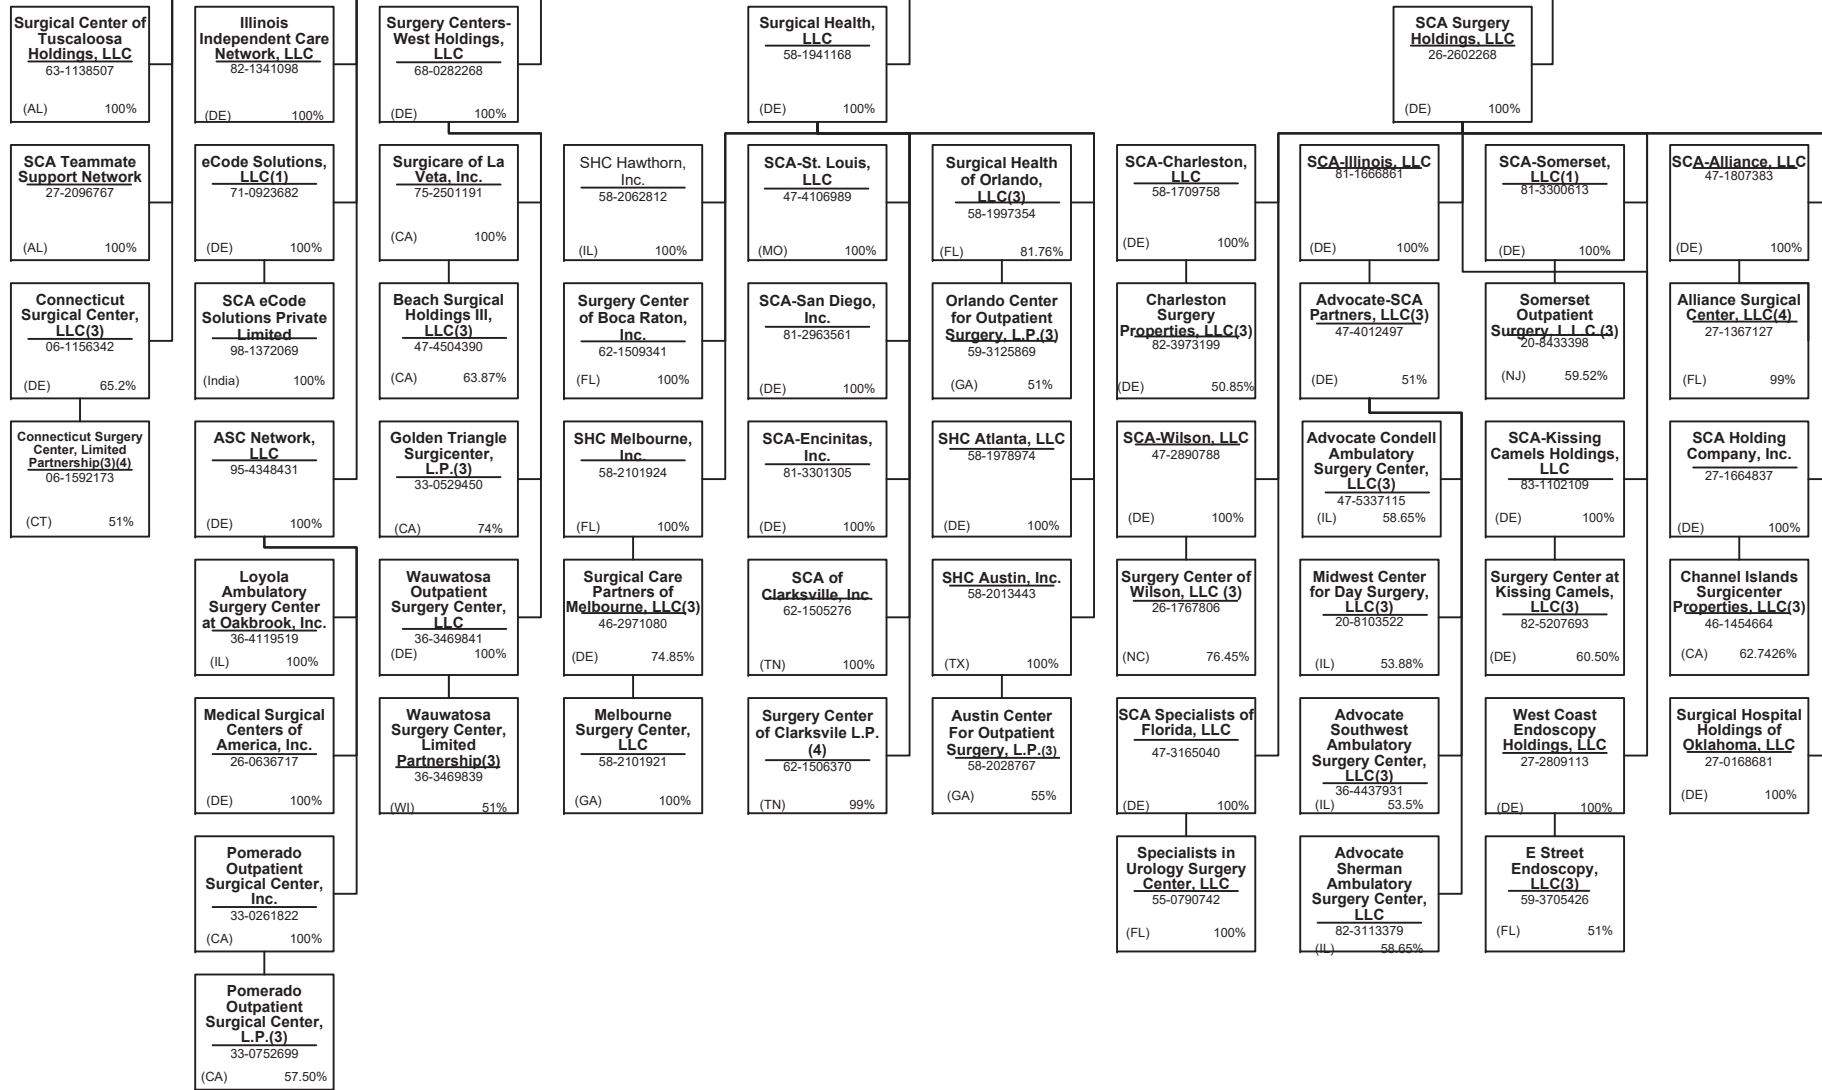 Surgical Center of
Tuscaloosa
Holdings, LLC
63-1138507
(AL) 100%
SCA Teammate
Support Network
27-2096767
(AL) 100%
Connecticut
Surgical Center,
LLC(3)
06-1156342
(DE) 65.2%
Connecticut Surgery
Center, Limited
Partnership(3)(4)
06-1592173
(CT) 51%
Illinois
Independent Care
Network, LLC
82-1341098
(DE) 100%
eCode Solutions,
LLC(1)
71-0923682
(DE) 100%
SCA eCode
Solutions Private
Limited
98-1372069
(India) 100%
ASC Network,
LLC
95-4348431
(DE) 100%
Loyola
Ambulatory
Surgery Center
at Oakbrook, Inc.
36-4119519
(IL) 100%
Medical Surgical
Centers of
America, Inc.
26-0636717
(DE) 100%
Pomerado
Outpatient
Surgical Center,
Inc.
33-0261822
(CA) 100%
Pomerado
Outpatient
Surgical Center,
L.P.(3)
33-0752699
(CA) 57.50%
Surgery Centers-
West Holdings,
LLC
68-0282268
(DE) 100%
Surgicare of La
Veta, Inc.
75-2501191
(CA) 100%
Beach Surgical
Holdings III,
LLC(3)
47-4504390
(CA) 63.87%
Golden Triangle
Surgicenter,
L.P.(3)
33-0529450
(CA) 74%
Wauwatosa
Outpatient
Surgery Center,
LLC
36-3469841
(DE) 100%
Wauwatosa
Surgery Center,
Limited
Partnership(3)
36-3469839
(WI) 51%
Surgical Health,
LLC
58-1941168
(DE) 100%
SHC Hawthorn,
Inc.
58-2062812
(IL) 100%
Surgery Center
of Boca Raton,
Inc.
62-1509341
(FL) 100%
SHC Melbourne,
Inc.
58-2101924
(FL) 100%
Surgical Care
Partners of
Melbourne, LLC(3)
46-2971080
(DE) 74.85%
Melbourne
Surgery Center,
LLC
58-2101921
(GA) 100%
SCA-St. Louis,
LLC
47-4106989
(MO) 100%
SCA-San Diego,
Inc.
81-2963561
(DE) 100%
SCA-Encinitas,
Inc.
81-3301305
(DE) 100%
SCA of
Clarksville, Inc.
62-1505276
(TN) 100%
Surgery Center
of Clarksvile L.P.
(4)
62-1506370
(TN) 99%
Surgical Health
of Orlando,
LLC(3)
58-1997354
(FL) 81.76%
Orlando Center
for Outpatient
Surgery, L.P.(3)
59-3125869
(GA) 51%
SHC Atlanta, LLC
58-1978974
(DE) 100%
SHC Austin, Inc.
58-2013443
(TX) 100%
Austin Center
For Outpatient
Surgery, L.P.(3)
58-2028767
(GA) 55%
SCA Surgery
Holdings, LLC
26-2602268
(DE) 100%
SCA-Charleston,
LLC
58-1709758
(DE) 100%
Charleston
Surgery
Properties, LLC(3)
82-3973199
(DE) 50.85%
SCA-Wilson, LLC
47-2890788
(DE) 100%
Surgery Center of
Wilson, LLC (3)
26-1767806
(NC) 76.45%
SCA Specialists of
Florida, LLC
47-3165040
(DE) 100%
Specialists in
Urology Surgery
Center, LLC
55-0790742
(FL) 100%
SCA-Illinois, LLC
81-1666861
(DE) 100%
Advocate-SCA
Partners, LLC(3)
47-4012497
(DE) 51%
Advocate Condell
Ambulatory
Surgery Center,
LLC(3)
47-5337115
(IL) 58.65%
Midwest Center
for Day Surgery,
LLC(3)
20-8103522
(IL) 53.88%
Advocate
Southwest
Ambulatory
Surgery Center,
LLC(3)
36-4437931
(IL) 53.5%
Advocate
Sherman
Ambulatory
Surgery Center,
LLC
82-3113379
(IL) 58.65%
SCA-Somerset,
LLC(1)
81-3300613
(DE) 100%
Somerset
Outpatient
Surgery, L.L.C.(3)
20-8433398
(NJ) 59.52%
SCA-Kissing
Camels Holdings,
LLC
83-1102109
(DE) 100%
Surgery Center at
Kissing Camels,
LLC(3)
82-5207693
(DE) 60.50%
West Coast
Endoscopy
Holdings, LLC
27-2809113
(DE) 100%
E Street
Endoscopy,
LLC(3)
59-3705426
(FL) 51%
SCA-Alliance, LLC
47-1807383
(DE) 100%
Alliance Surgical
Center, LLC(4)
27-1367127
(FL) 99%
SCA Holding
Company, Inc.
27-1664837
(DE) 100%
Channel Islands
Surgicenter
Properties, LLC(3)
46-1454664
(CA) 62.7426%
Surgical Hospital
Holdings of
Oklahoma, LLC
27-0168681
(DE) 100%